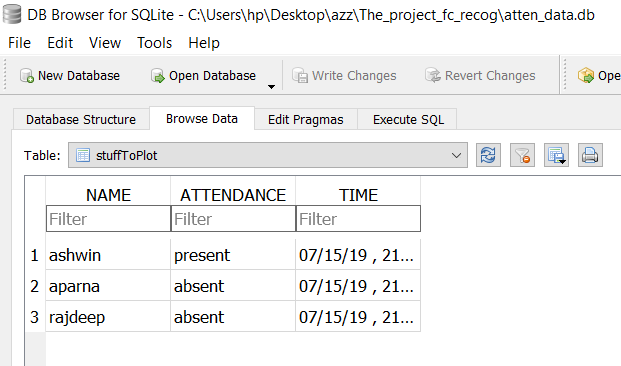 DB Browser for SQLite - C:\Users\hp\Desktop\azz\The_project_fc_recog\atten_data.db
File Edit View Tools Help
New Database Open Database Write Changes Revert Changes Ope
Database Structure Browse Data Edit Pragmas Execute SQL
Table: stuffToPlot
NAME ATTENDANCE TIME
Filter Filter Filter
1 ashwin present 07/15/19 , 21...
2 aparna absent 07/15/19 , 21...
3 rajdeep absent 07/15/19 , 21...